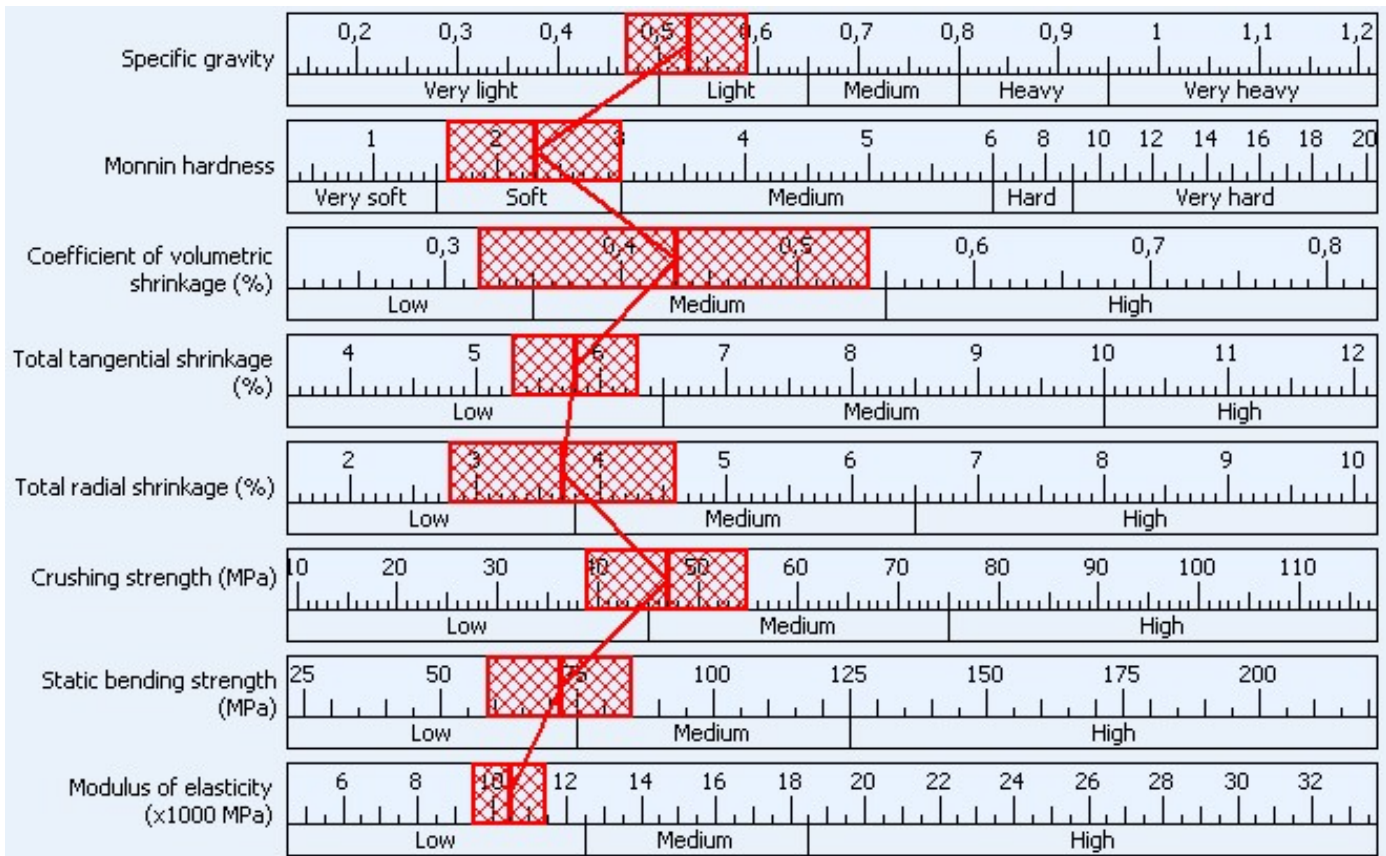 0,2 0,3 0,4 0,5 0,6 0,7 0,8 0,9 1 1,1 1,2
Specific gravity
Very light Light Medium Heavy Very heavy
1 2 3 4 5 6 8 10 12 14 16 18 20
Monnin hardness
Very soft Soft Medium Hard Very hard
0,3 0,4 0,5 0,6 0,7 0,8
Coefficient of volumetric
shrinkage (%)
Low Medium High
4 5 6 7 8 9 10 11 12
Total tangential shrinkage
(%)
Low Medium High
2 3 4 5 6 7 8 9 10
Total radial shrinkage (%)
Low Medium High
10 20 30 40 50 60 70 80 90 100 110
Crushing strength (MPa)
Low Medium High
25 50 75 100 125 150 175 200
Static bending strength
(MPa)
Low Medium High
6 8 10 12 14 16 18 20 22 24 26 28 30 32
Modulus of elasticity
(x1000 MPa)
Low Medium High